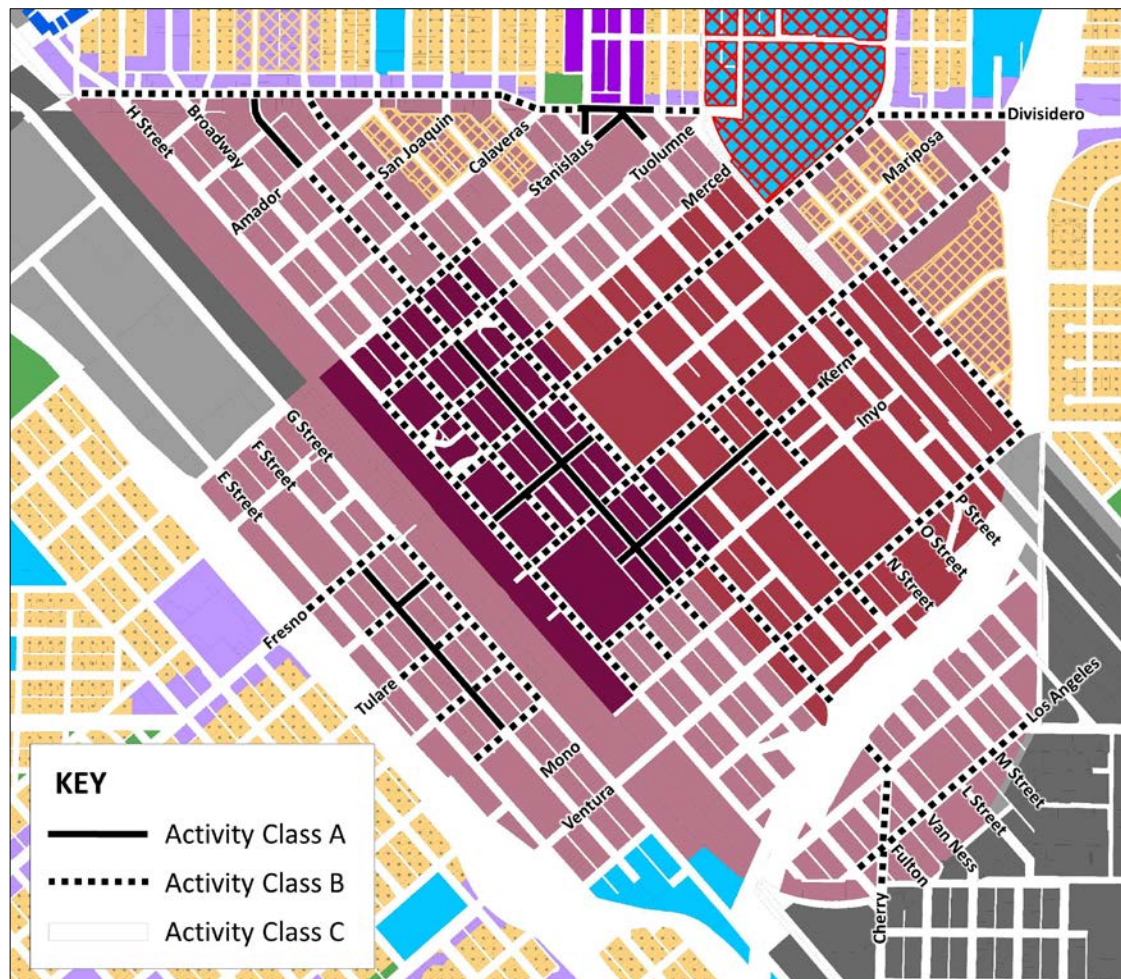 Divisidero
H Street
Broadway
Amador
San Joaquin
Calaveras
Stanislaus
Tuolumne
Merced
Mariposa
Kern
Inyo
G Street
F Street
E Street
P Street
O Street
N Street
Fresno
Tulare
Mono
Ventura
Los Angeles
M Street
L Street
Van Ness
Fulton
Cherry
KEY
Activity Class A
Activity Class B
Activity Class C